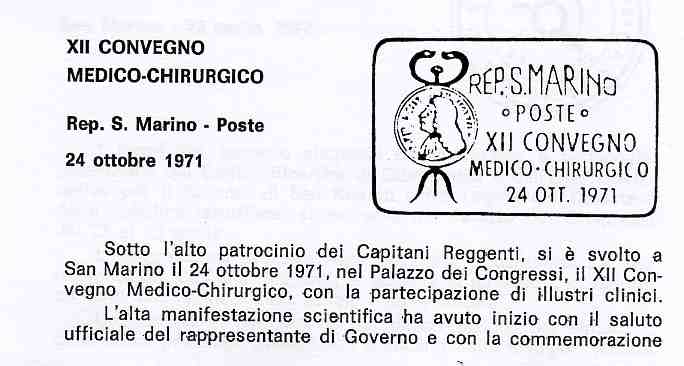 XII CONVEGNO
MEDICO-CHIRURGICO
Rep. S. Marino - Poste
24 ottobre 1971
REP. S. MARINO
POSTE
XII CONVEGNO
MEDICO-CHIRURGICO
24 OTT. 1971
Sotto l'alto patrocinio dei Capitani Reggenti, si è svolto a
San Marino il 24 ottobre 1971, nel Palazzo dei Congressi, il XII Con-
vegno Medico-Chirurgico, con la partecipazione di illustri clinici.
L'alta manifestazione scientifica ha avuto inizio con il saluto
ufficiale del rappresentante di Governo e con la commemorazione